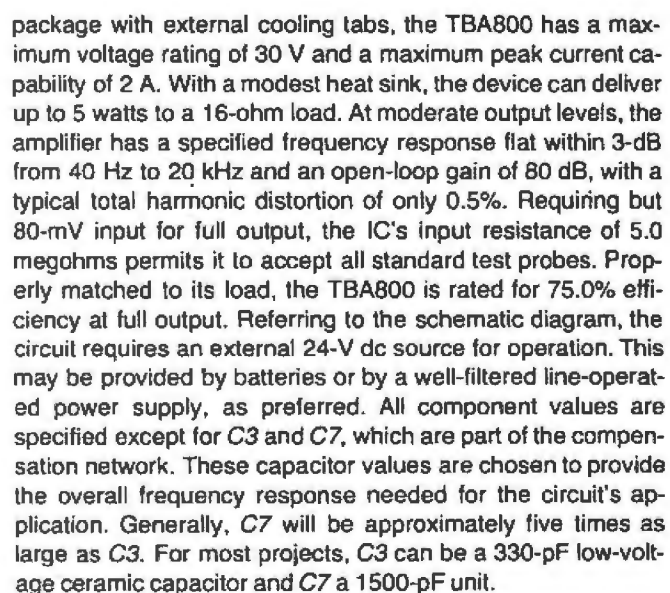 package with external cooling tabs, the TBA800 has a max-
imum voltage rating of 30 V and a maximum peak current ca-
pability of 2 A. With a modest heat sink, the device can deliver
up to 5 watts to a 16-ohm load. At moderate output levels, the
amplifier has a specified frequency response flat within 3-dB
from 40 Hz to 20 kHz and an open-loop gain of 80 dB, with a
typical total harmonic distortion of only 0.5%. Requiring but
80-mV input for full output, the IC's input resistance of 5.0
megohms permits it to accept all standard test probes. Prop-
erly matched to its load, the TBA800 is rated for 75.0% effi-
ciency at full output. Referring to the schematic diagram, the
circuit requires an external 24-V dc source for operation. This
may be provided by batteries or by a well-filtered line-operat-
ed power supply, as preferred. All component values are
specified except for C3 and C7, which are part of the compen-
sation network. These capacitor values are chosen to provide
the overall frequency response needed for the circuit's ap-
plication. Generally, C7 will be approximately five times as
large as C3. For most projects, C3 can be a 330-pF low-volt-
age ceramic capacitor and C7 a 1500-pF unit.